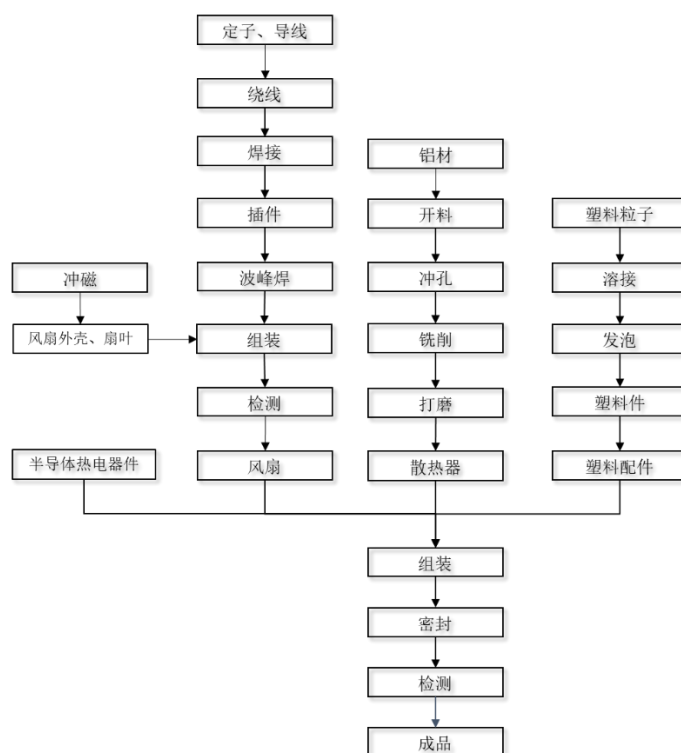 定子、导线
绕线
焊接
铝材
插件
开料
塑料粒子
冲磁
波峰焊
冲孔
溶接
风扇外壳、扇叶
组装
铣削
发泡
检测
打磨
塑料件
半导体热电器件
风扇
散热器
塑料配件
组装
密封
检测
成品